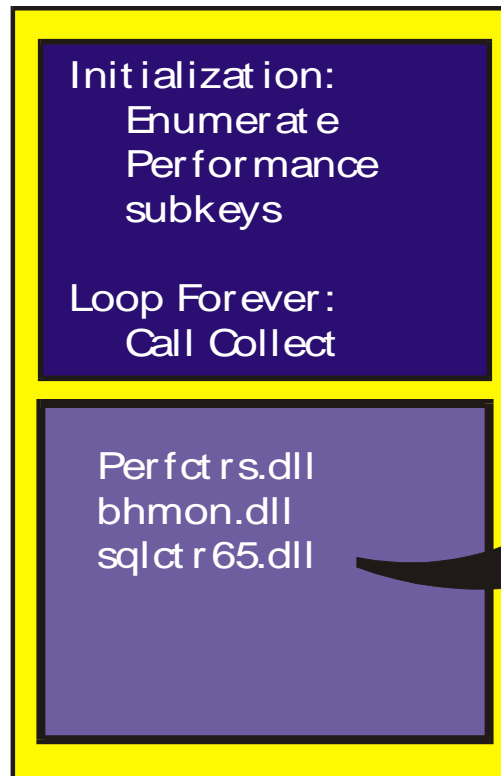 Initialization:
Enumerate
Performance
subkeys
Loop Forever:
Call Collect
Perfctrs.dll
bhmon.dll
sqlctr65.dll